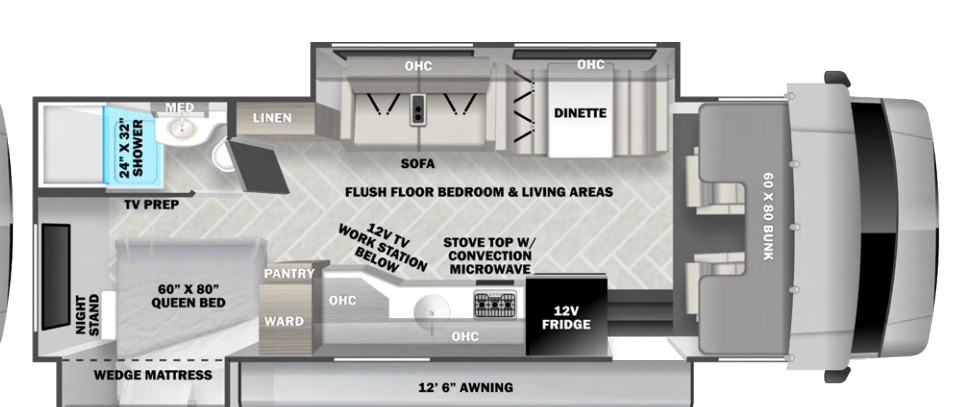 OHC
OHC
MED
24" X 32"
SHOWER
LINEN
DINETTE
SOFA
FLUSH FLOOR BEDROOM & LIVING AREAS
TV PREP
12V TV
WORK STATION
BELOW
STOVE TOP W/
CONVECTION
MICROWAVE
60 X 80 BUNK
PANTRY
60” X 80”
QUEEN BED
NIGHT
STAND
OHC
WARD
12V
FRIDGE
OHC
WEDGE MATTRESS
12’ 6” AWNING